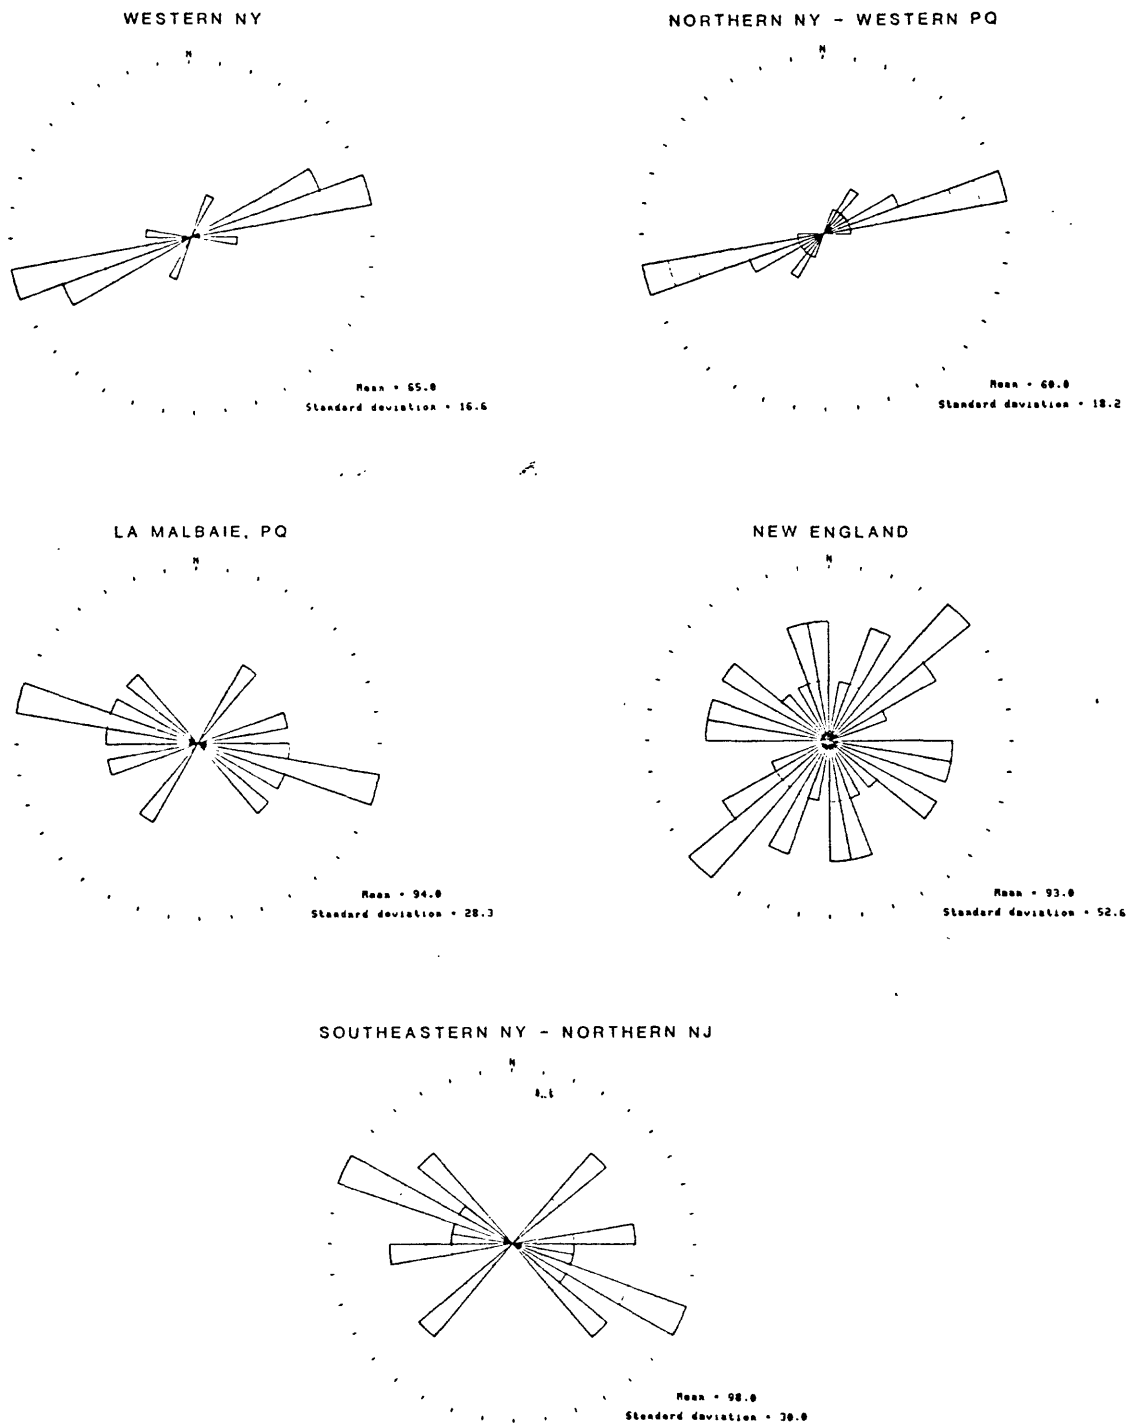 WESTERN NY
N
Mean = 65.0
Standard deviation = 16.6
NORTHERN NY - WESTERN PQ
N
Mean = 60.0
Standard deviation = 18.2
LA MALBAIE, PQ
N
Mean = 94.0
Standard deviation = 28.3
NEW ENGLAND
N
Mean = 93.0
Standard deviation = 52.6
SOUTHEASTERN NY - NORTHERN NJ
N
Mean = 98.0
Standard deviation = 30.0